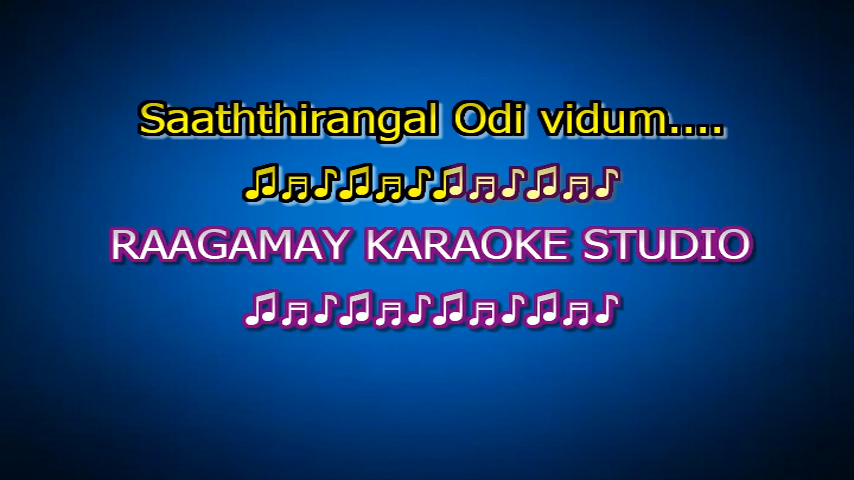 Saaththirangal Odi vidum....
♫♬♪♫♬♪♫♬♪♫♬♪
RAAGAMAY KARAOKE STUDIO
♫♬♪♫♬♪♫♬♪♫♬♪